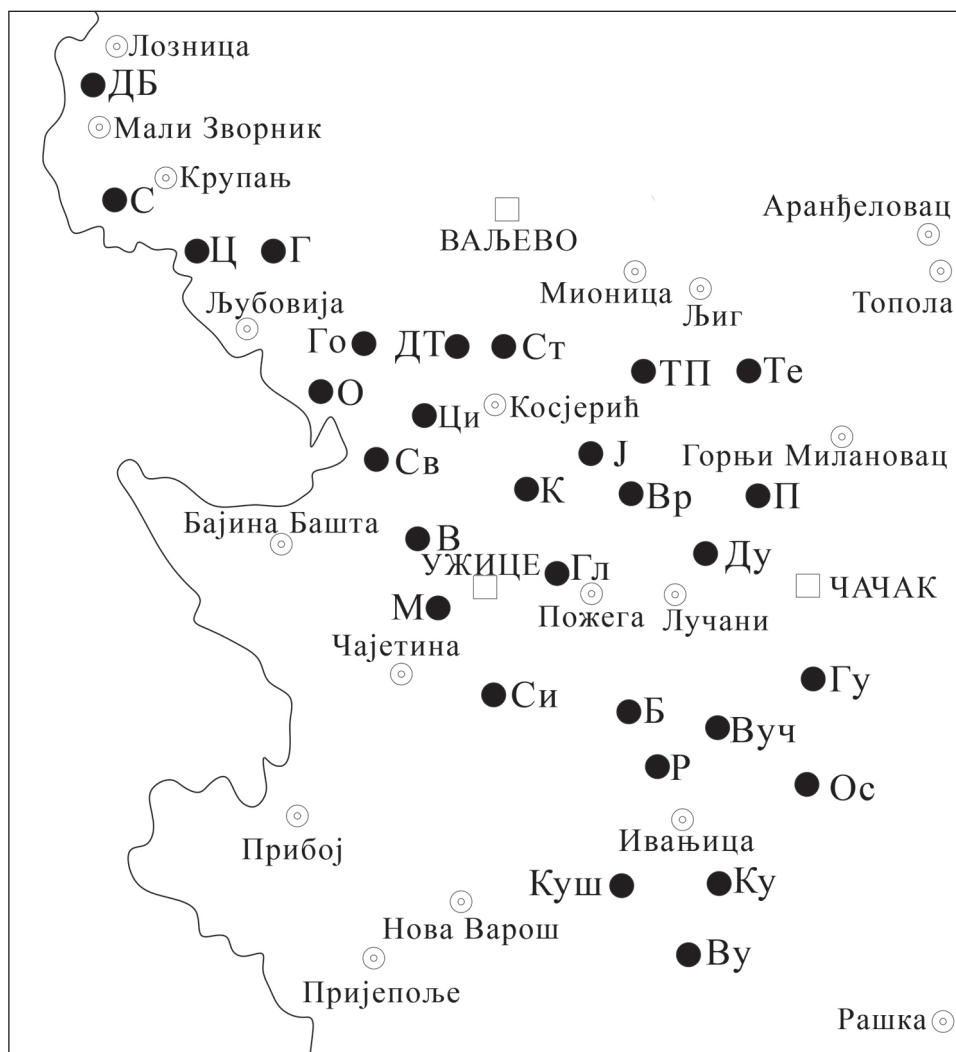 Лозница
ДБ
Мали Зворник
Крупањ
С
Аранђеловац
ВАЉЕВО
Ц
Г
Мионица
Топола
Љубовија
Љиг
Го
ДТ
Ст
ТП
Те
О
Ци
Косјерић
Св
Ј
Горњи Милановац
К
Вр
П
Бајина Башта
В
Ду
УЖИЦЕ
Гл
ЧАЧАК
М
Пожега
Лучани
Чајетина
Гу
Си
Б
Вуч
Р
Ос
Ивањица
Прибој
Куш
Ку
Нова Варош
Ву
Пријепоље
Рашка